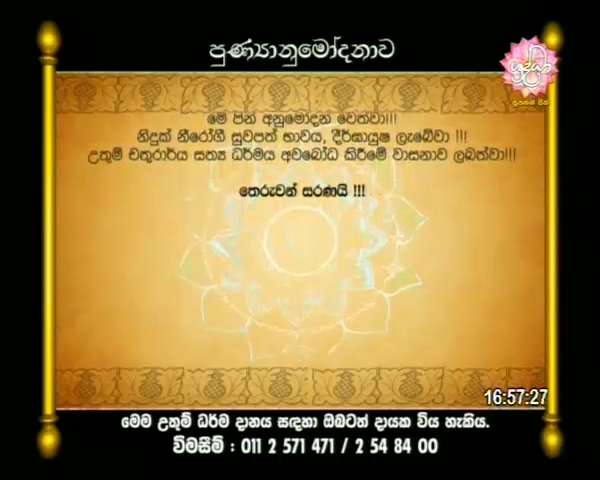 පුණ්‍යානුමෝදනාව
ශ්‍රද්ධා
මේ පින් අනුමෝදන වෙත්වා!!!
නිදුක් නීරෝගී සුවපත් භාවය, දීර්ඝායුෂ ලැබේවා !!!
උතුම් චතුරාර්ය සත්‍ය ධර්මය අවබෝධ කිරීමේ වාසනාව ලබත්වා!!!
තෙරුවන් සරණයි !!!
16:57:27
මෙම උතුම් ධර්ම දානය සඳහා ඔබටත් දායක විය හැකිය.
විමසීම් : 011 2 571 471 / 2 54 84 00